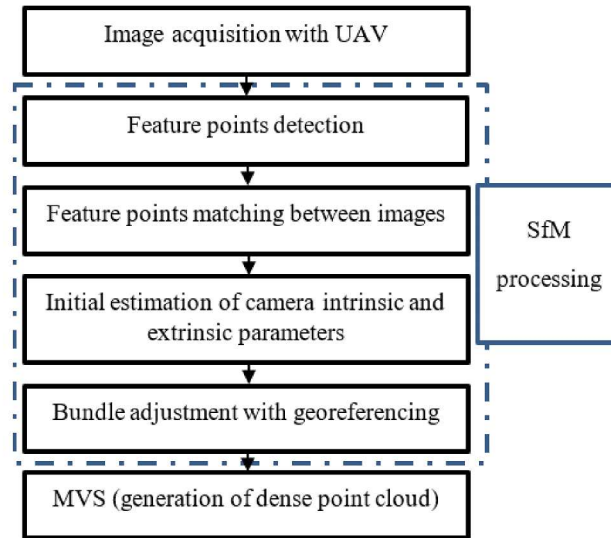 Image acquisition with UAV
Feature points detection
Feature points matching between images
SfM
processing
Initial estimation of camera intrinsic and
extrinsic parameters
Bundle adjustment with georeferencing
MVS (generation of dense point cloud)